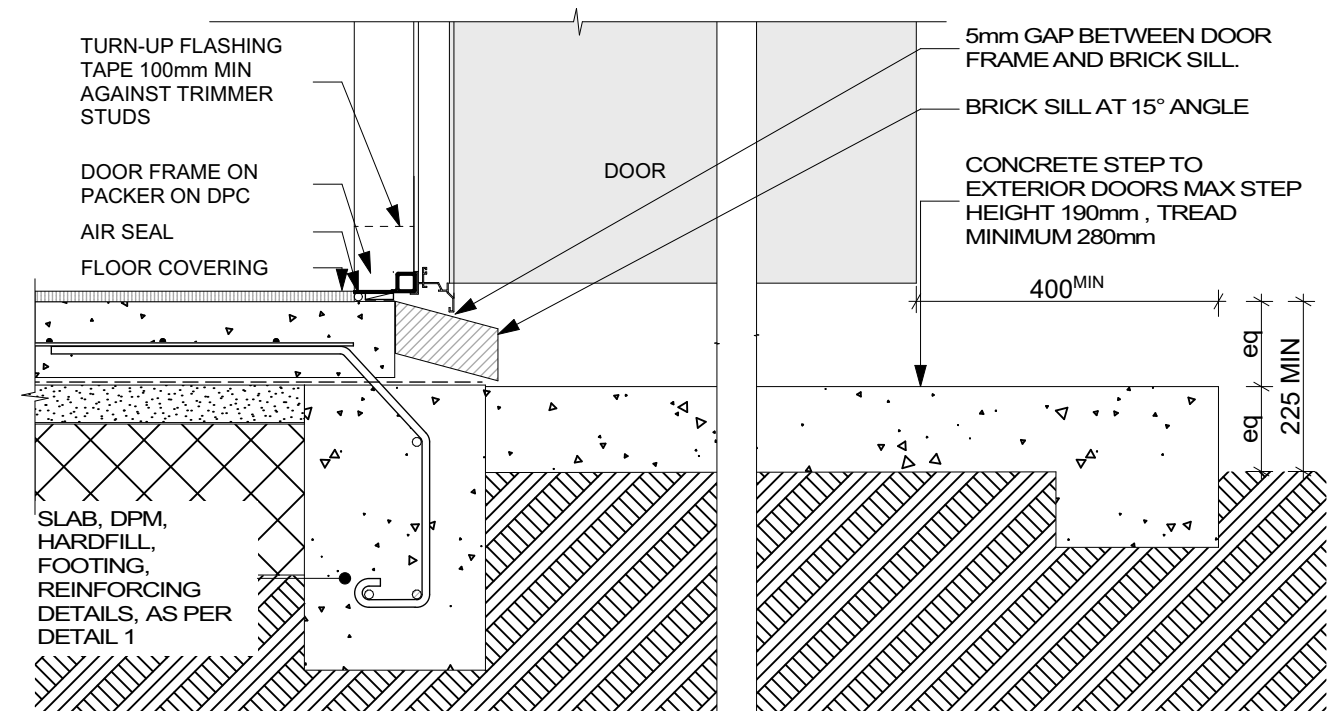 TURN-UP FLASHING
TAPE 100mm MIN
AGAINST TRIMMER
STUDS
DOOR FRAME ON
PACKER ON DPC
AIR SEAL
FLOOR COVERING
SLAB, DPM,
HARDFILL,
FOOTING,
REINFORCING
DETAILS, AS PER
DETAIL 1
DOOR
5mm GAP BETWEEN DOOR
FRAME AND BRICK SILL.
BRICK SILL AT 15° ANGLE
CONCRETE STEP TO
EXTERIOR DOORS MAX STEP
HEIGHT 190mm , TREAD
MINIMUM 280mm
400MIN
eq
eq
225 MIN